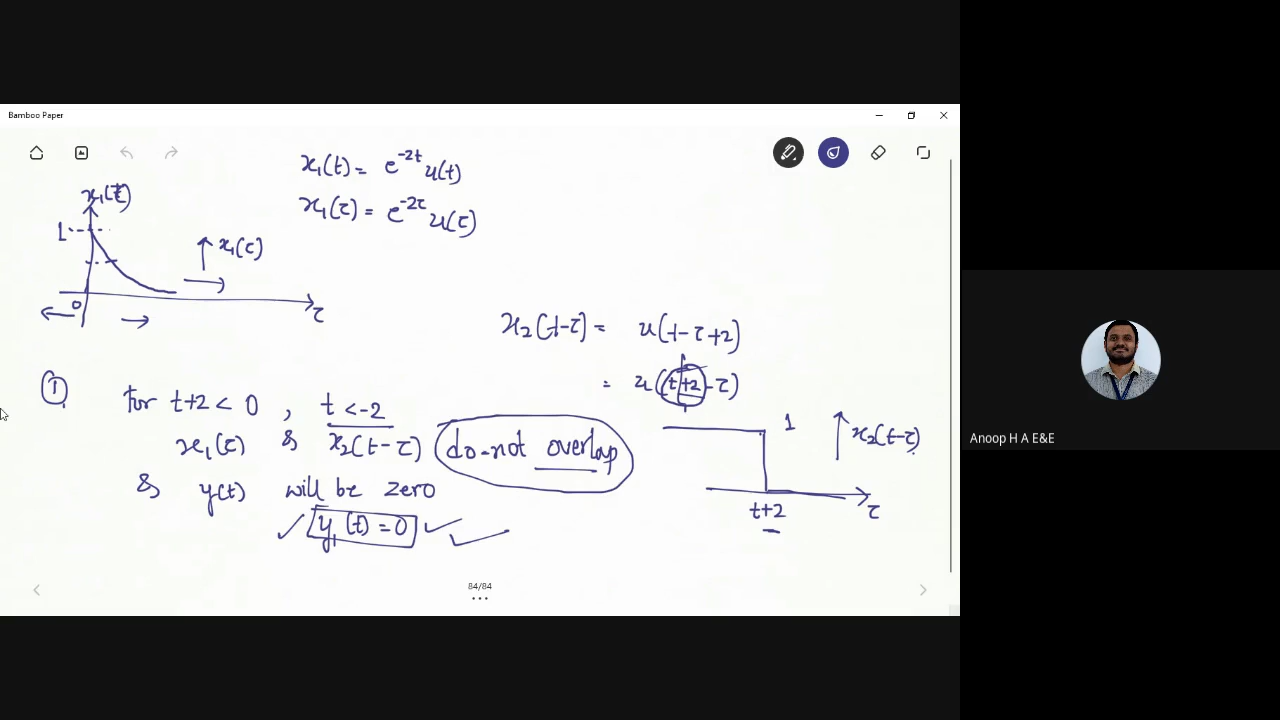 Bamboo Paper
x₁(t) = e^-2t u(t)
x₁(τ) = e^-2τ u(τ)
x₁(τ)
1
x₁(τ)
0
τ
x₂(t-τ) = u(t-τ+2)
= u(t+2-τ)
①
for t+2 < 0 , t < -2
x₁(τ) & x₂(t-τ) do-not overlap
& y(t) will be zero
y₁(t) = 0
1
x₂(t-τ)
t+2
τ
84/84
Anoop H A E&E